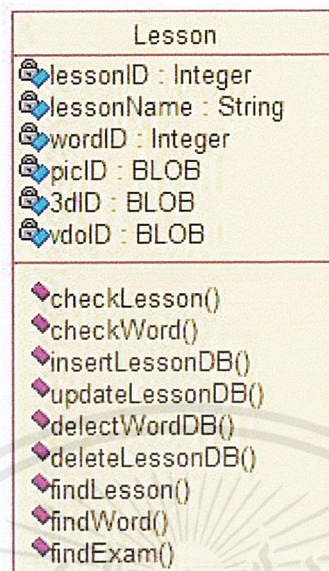 Lesson
lessonID : Integer
lessonName : String
wordID : Integer
picID : BLOB
3dID : BLOB
vdoID : BLOB
checkLesson()
checkWord()
insertLessonDB()
updateLessonDB()
delectWordDB()
deleteLessonDB()
findLesson()
findWord()
findExam()